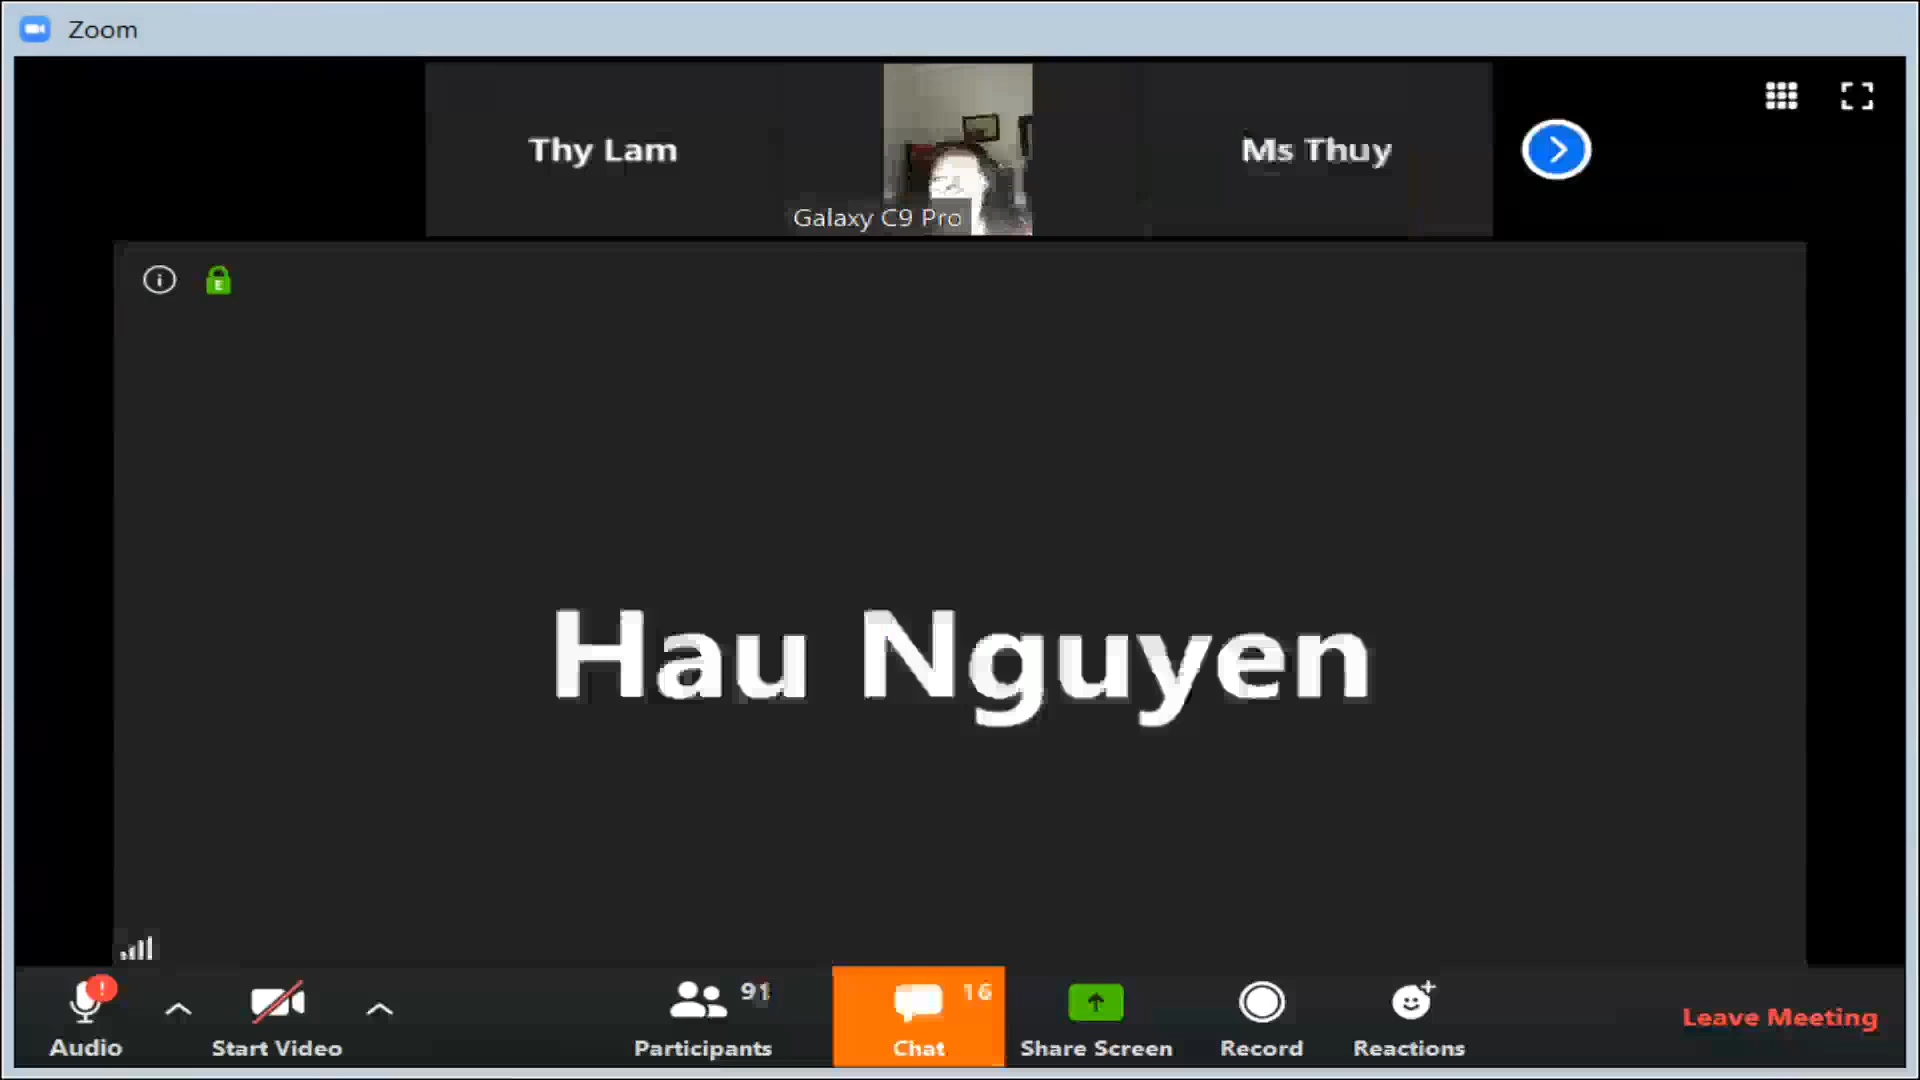 Zoom
Thy Lam
Galaxy C9 Pro
Ms Thuy
Hau Nguyen
91
16
Audio
Start Video
Participants
Chat
Share Screen
Record
Reactions
Leave Meeting